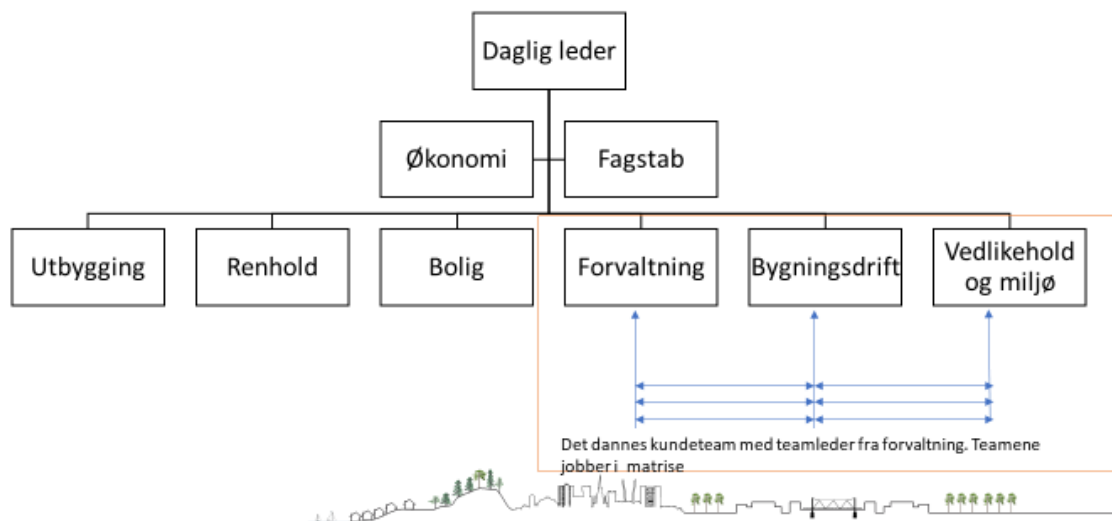 Daglig leder
Økonomi
Fagstab
Utbygging
Renhold
Bolig
Forvaltning
Bygningsdrift
Vedlikehold
og miljø
Det dannes kundeteam med teamleder fra forvaltning. Teamene
jobber i matrise